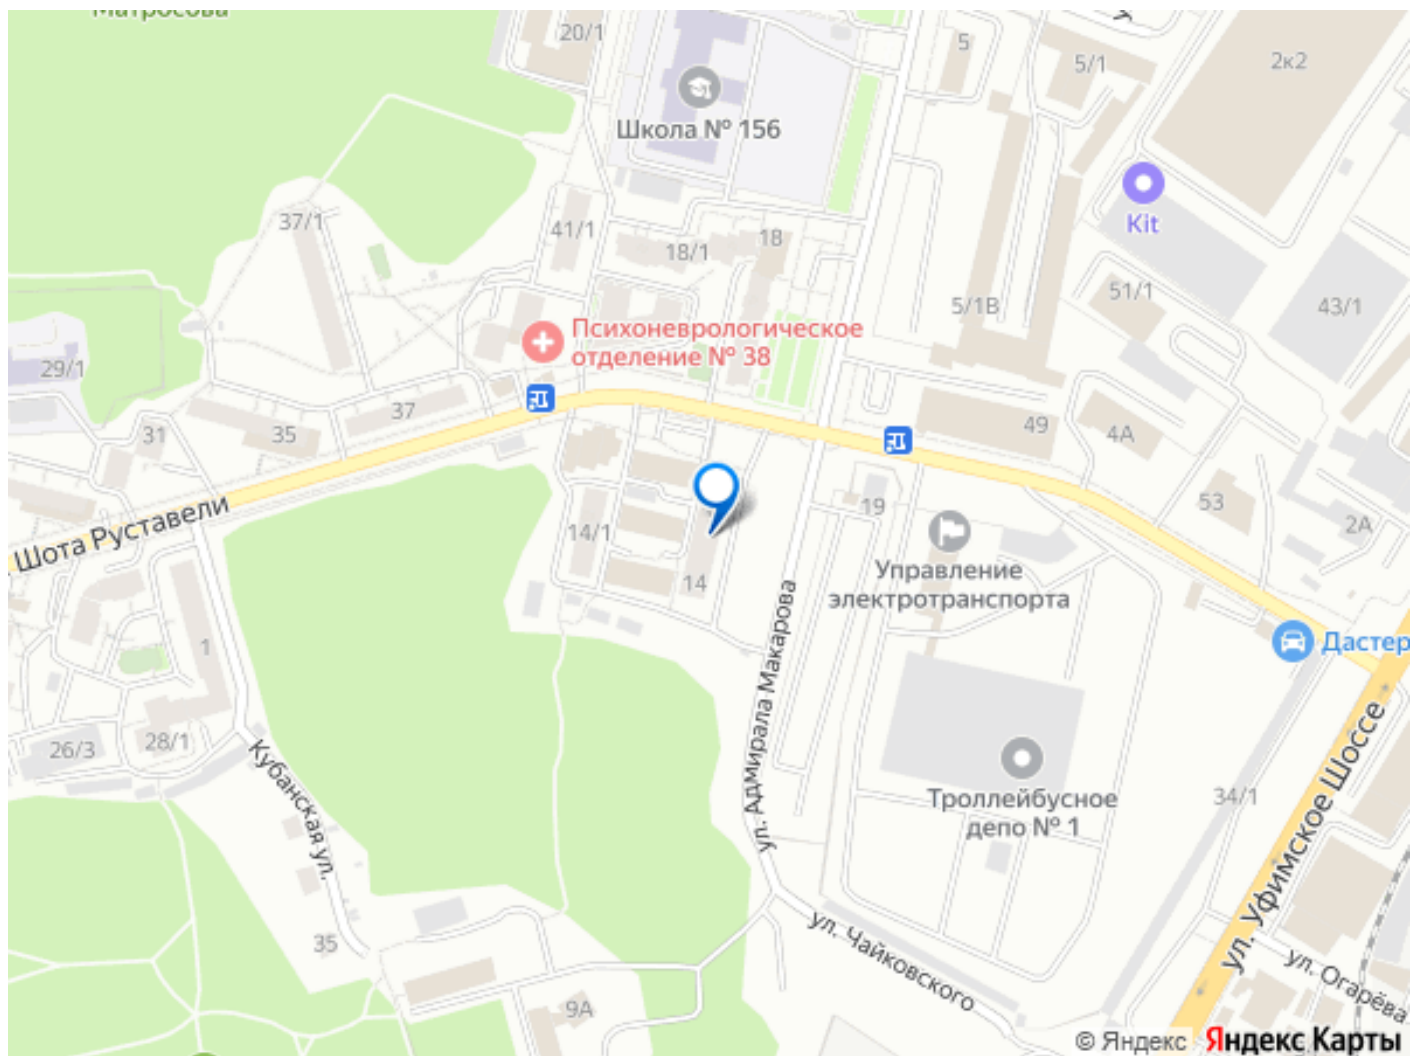 Матросова
20/1
5
5/1
2к2
Школа № 156
Kit
37/1
41/1
18/1
18
5/1В
51/1
43/1
Психоневрологическое
отделение № 38
29/1
37
35
31
49
4А
Шота Руставели
14/1
19
53
2А
14
Управление
электротранспорта
Дастер
1
ул. Адмирала Макарова
26/3
28/1
Кубанская ул.
Троллейбусное
депо № 1
34/1
ул. Уфимское Шоссе
35
9А
ул. Чайковского
ул. Огарёва
© Яндекс Яндекс Карты